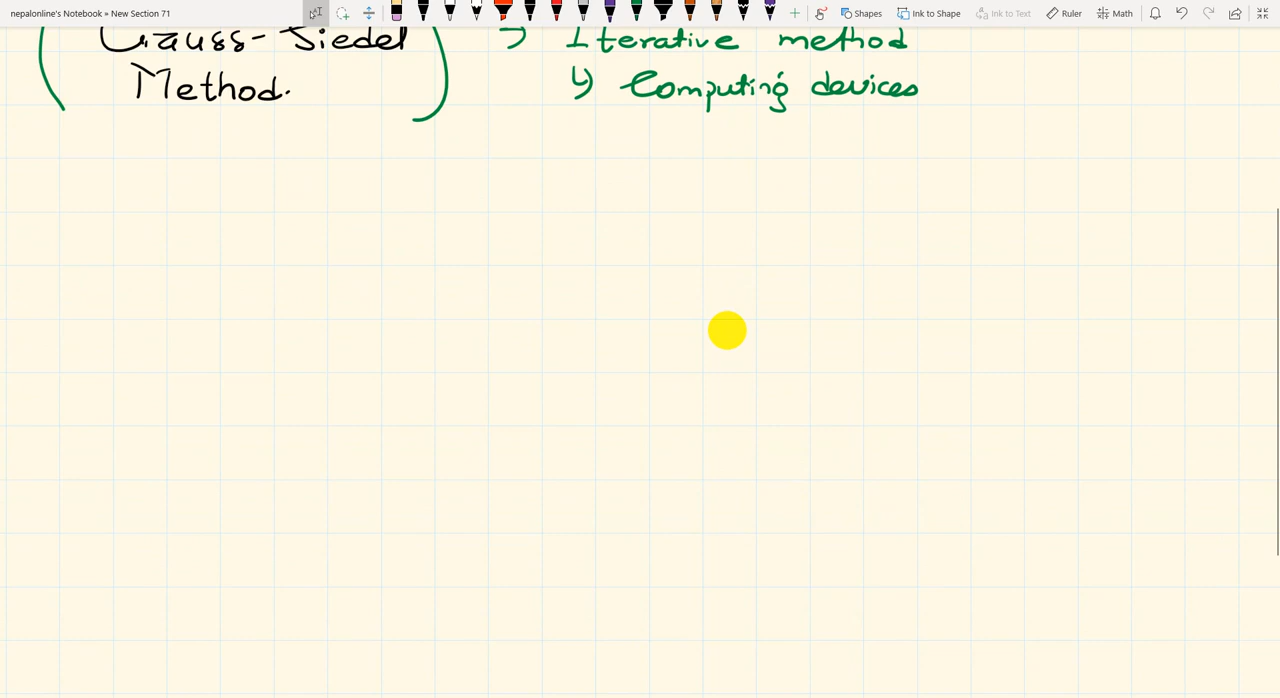 nepalonline's Notebook » New Section 71
Shapes
Ink to Shape
Ink to Text
Ruler
Math
Gauss-Siedel
Method.
Iterative method
Computing devices